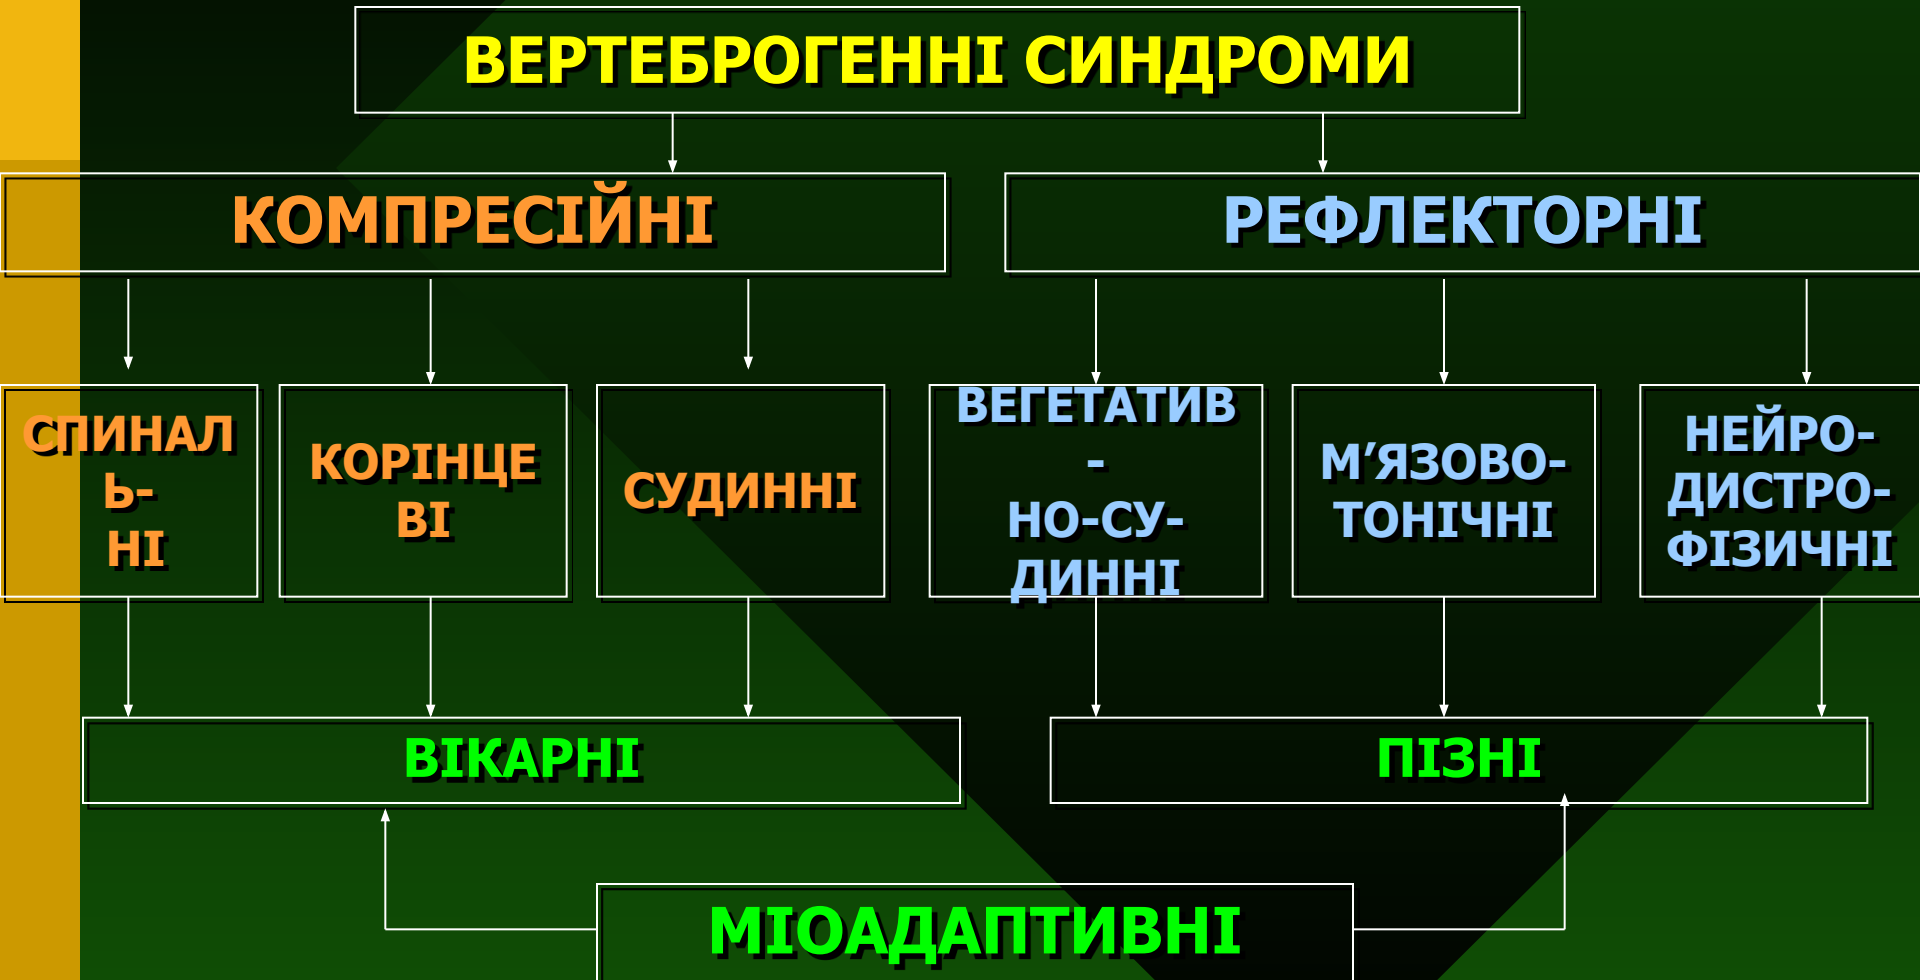 ВЕРТЕБРОГЕННІ СИНДРОМИ
КОМПРЕСІЙНІ
РЕФЛЕКТОРНІ
СПИНАЛ
Ь-
НІ
КОРІНЦЕ
ВІ
СУДИННІ
ВЕГЕТАТИВ
-
НО-СУ-
ДИННІ
М’ЯЗОВО-
ТОНІЧНІ
НЕЙРО-
ДИСТРО-
ФІЗИЧНІ
ВІКАРНІ
ПІЗНІ
МІОАДАПТИВНІ